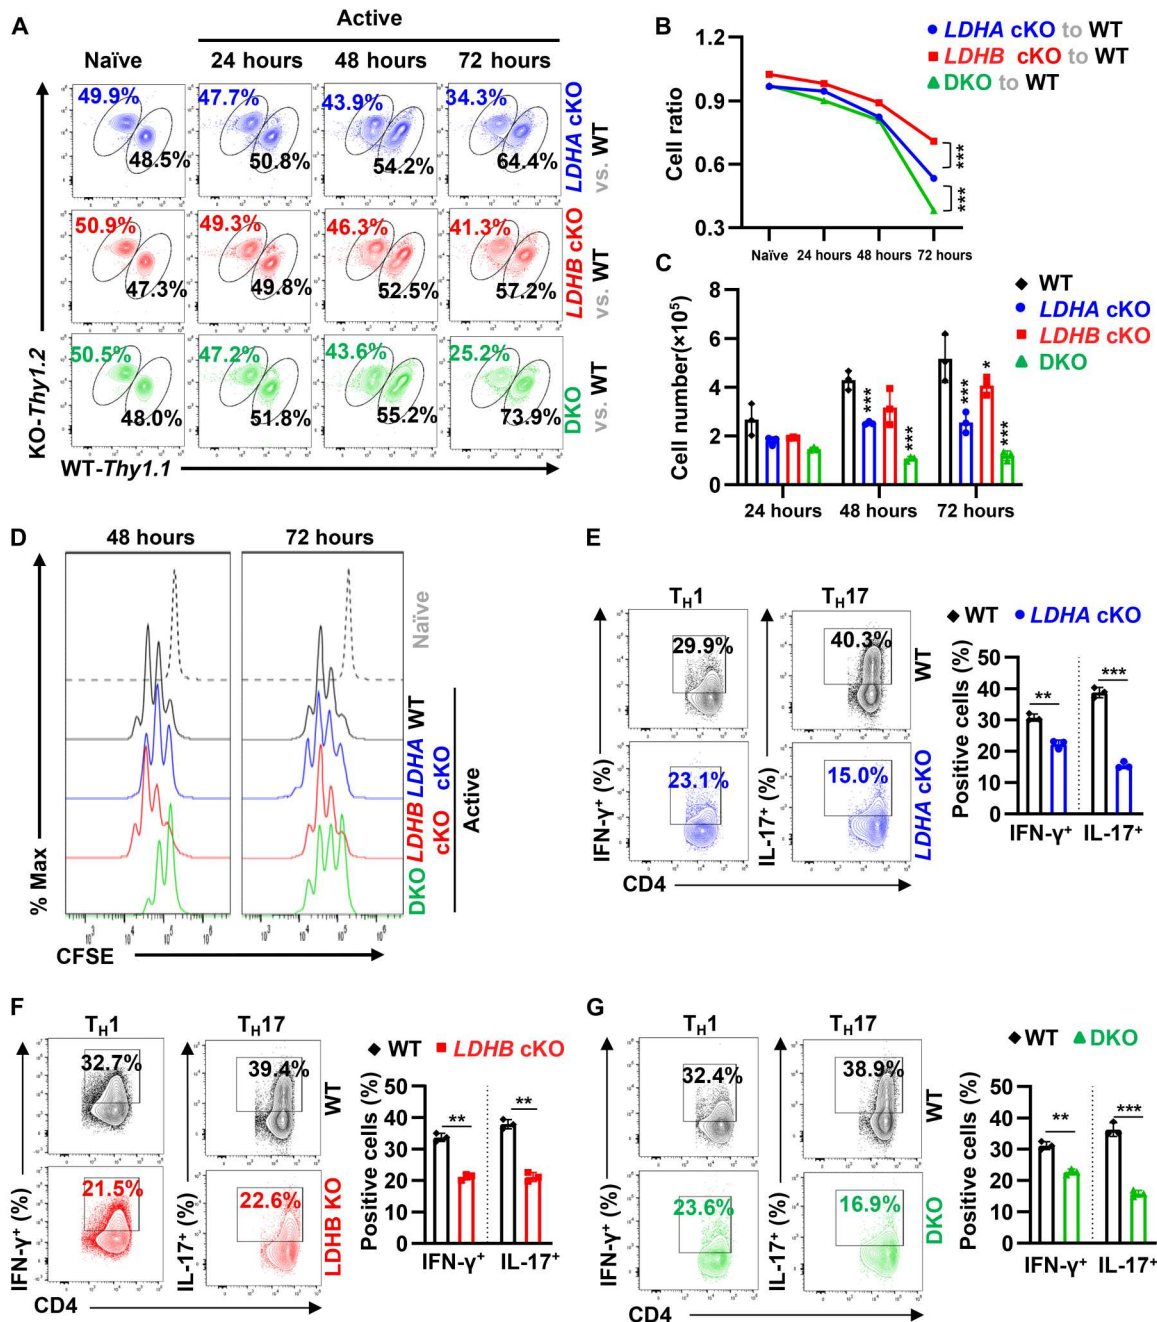 A
Active
Naïve
24 hours
48 hours
72 hours
49.9%
48.5%
47.7%
50.8%
43.9%
54.2%
34.3%
64.4%
LDHA cKO
vs. WT
50.9%
47.3%
49.3%
49.8%
46.3%
52.5%
41.3%
57.2%
LDHB cKO
vs. WT
50.5%
48.0%
47.2%
51.8%
43.6%
55.2%
25.2%
73.9%
DKO
vs. WT
KO-Thy1.2
WT-Thy1.1
B
LDHA cKO to WT
LDHB cKO to WT
DKO to WT
Cell ratio
1.2
0.9
0.6
0.3
***
***
Naïve 24 hours 48 hours 72 hours
C
WT
LDHA cKO
LDHB cKO
DKO
Cell number(×10⁵)
8
6
4
2
0
***
***
***
*
***
24 hours 48 hours 72 hours
D
48 hours
72 hours
Naïve
WT
LDHA
cKO
LDHB
cKO
DKO
Active
% Max
10³ 10⁴ 10⁵ 10⁶
10³ 10⁴ 10⁵ 10⁶
CFSE
E
TH1
TH17
29.9%
40.3%
WT
23.1%
15.0%
LDHA cKO
IFN-γ⁺ (%)
IL-17⁺ (%)
CD4
WT LDHA cKO
Positive cells (%)
50
40
30
20
10
0
**
***
IFN-γ⁺ IL-17⁺
F
TH1
TH17
32.7%
39.4%
WT
21.5%
22.6%
LDHB KO
IFN-γ⁺ (%)
IL-17⁺ (%)
CD4
WT LDHB cKO
Positive cells (%)
50
40
30
20
10
0
**
**
IFN-γ⁺ IL-17⁺
G
TH1
TH17
32.4%
38.9%
WT
23.6%
16.9%
DKO
IFN-γ⁺ (%)
IL-17⁺ (%)
CD4
WT DKO
Positive cells (%)
50
40
30
20
10
0
**
***
IFN-γ⁺ IL-17⁺